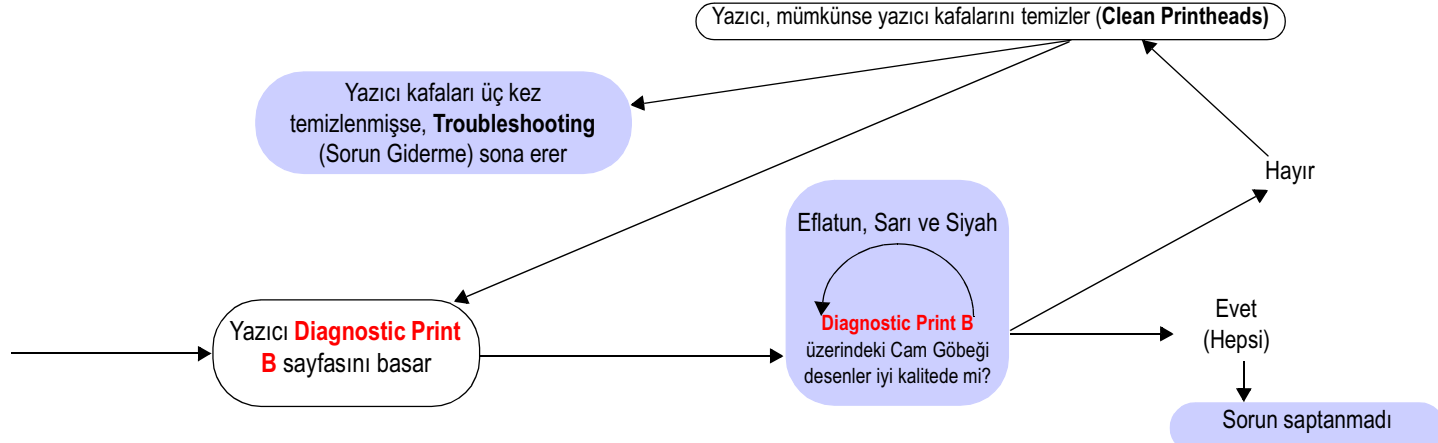 Yazıcı, mümkünse yazıcı kafalarını temizler (Clean Printheads)
Yazıcı kafaları üç kez
temizlenmişse, Troubleshooting
(Sorun Giderme) sona erer
Hayır
Eflatun, Sarı ve Siyah
Diagnostic Print B
üzerindeki Cam Göbeği
desenler iyi kalitede mi?
Yazıcı Diagnostic Print
B sayfasını basar
Evet
(Hepsi)
Sorun saptanmadı